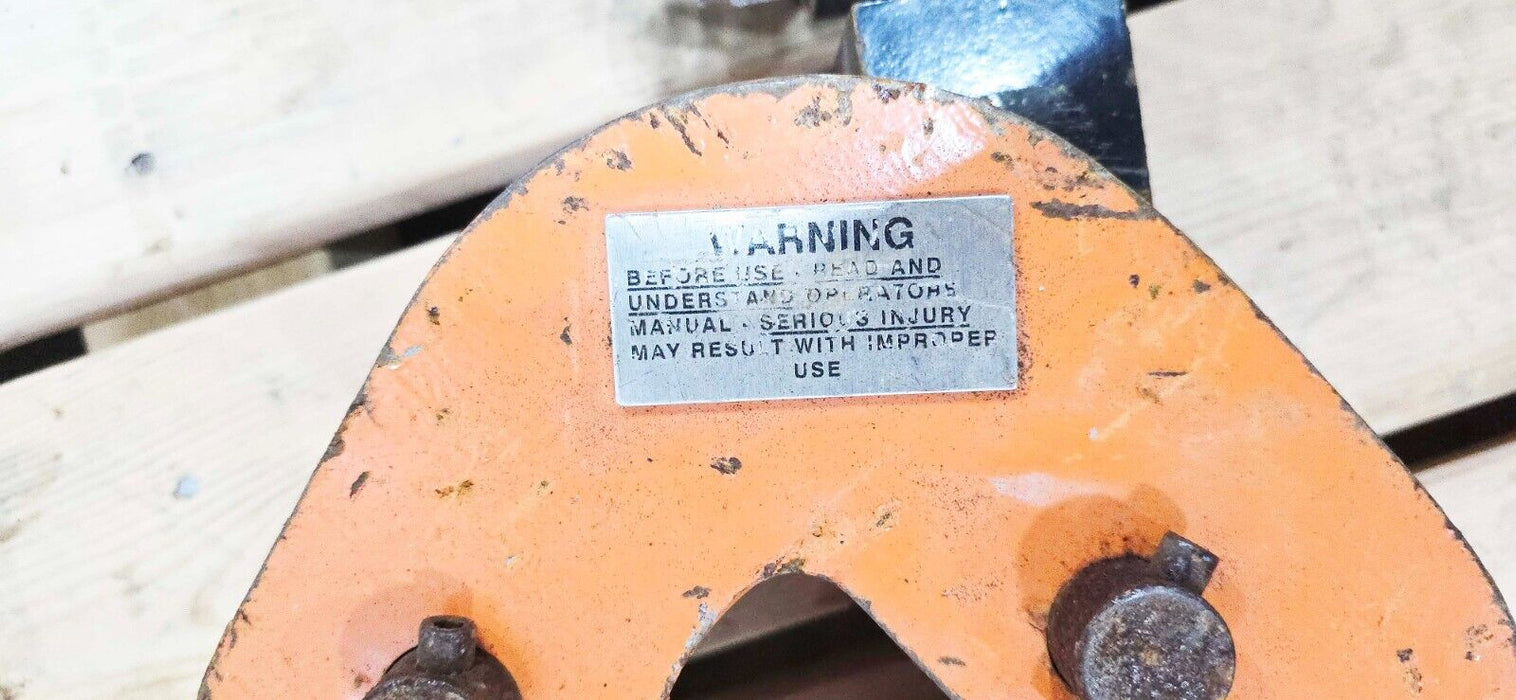 WARNING
BEFORE USE - READ AND
UNDERSTAND OPERATORS
MANUAL - SERIOUS INJURY
MAY RESULT WITH IMPROPER
USE